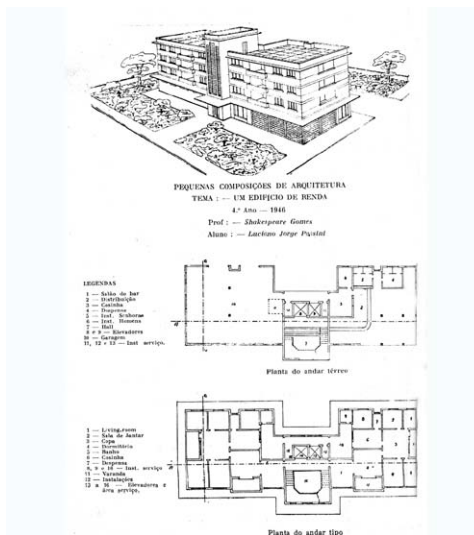 PEQUENAS COMPOSIÇÕES DE ARQUITETURA
TEMA : — UM EDIFICIO DE RENDA
4.º Ano — 1946
Prof : — Shakespeare Gomes
Aluno : — Luciano Jorge
LEGENDAS
1 — Salão do bar
2 — Distribuição
3 — Cozinha
4 — Despensa
5 — Inst. Senhoras
6 — Inst. Homens
7 — Hall
8 e 9 — Elevadores
10 — Garagem
11, 12 e 13 — Inst serviço.
Planta do andar térreo
1 — Living-room
2 — Sala de Jantar
3 — Copa
4 — Dormitório
5 — Banho
6 — Cozinha
7 — Despensa
8, 9 e 10 — Inst. serviço
11 — Varanda
12 — Instalações
13 a 16 — Elevadores e
área serviço.
Planta do andar tipo